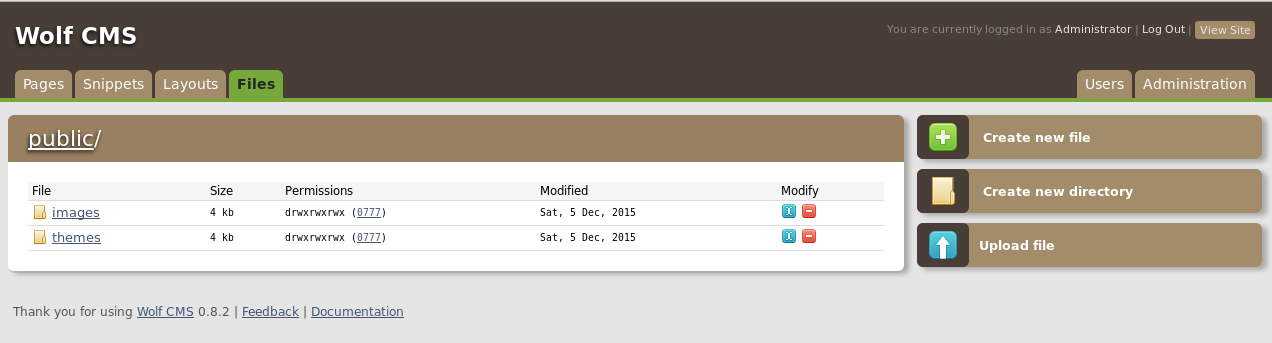 Wolf CMS
You are currently logged in as Administrator | Log Out | View Site
Pages Snippets Layouts Files Users Administration
public/
File Size Permissions Modified Modify
images 4 kb drwxrwxrwx (0777) Sat, 5 Dec, 2015
themes 4 kb drwxrwxrwx (0777) Sat, 5 Dec, 2015
Create new file
Create new directory
Upload file
Thank you for using Wolf CMS 0.8.2 | Feedback | Documentation